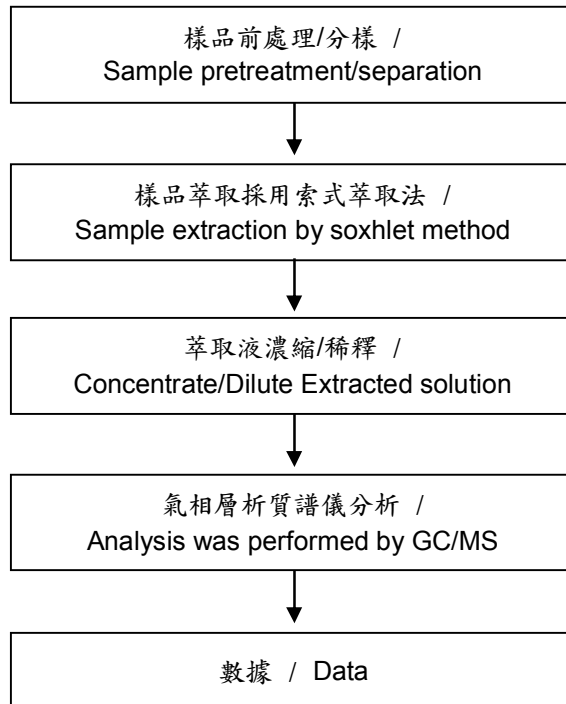 樣品前處理/分樣 /
Sample pretreatment/separation
樣品萃取採用索式萃取法 /
Sample extraction by soxhlet method
萃取液濃縮/稀釋 /
Concentrate/Dilute Extracted solution
氣相層析質譜儀分析 /
Analysis was performed by GC/MS
數據 / Data